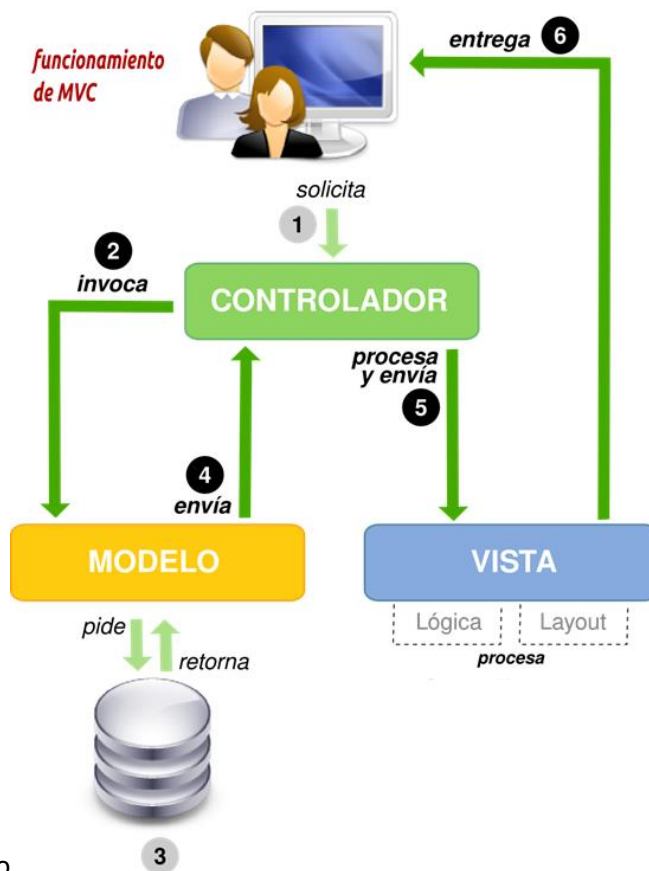 funcionamiento
de MVC
entrega 6
solicita
1
2
invoca
CONTROLADOR
procesa
y envía
5
4
envía
MODELO
VISTA
Lógica
Layout
procesa
pide
retorna
3